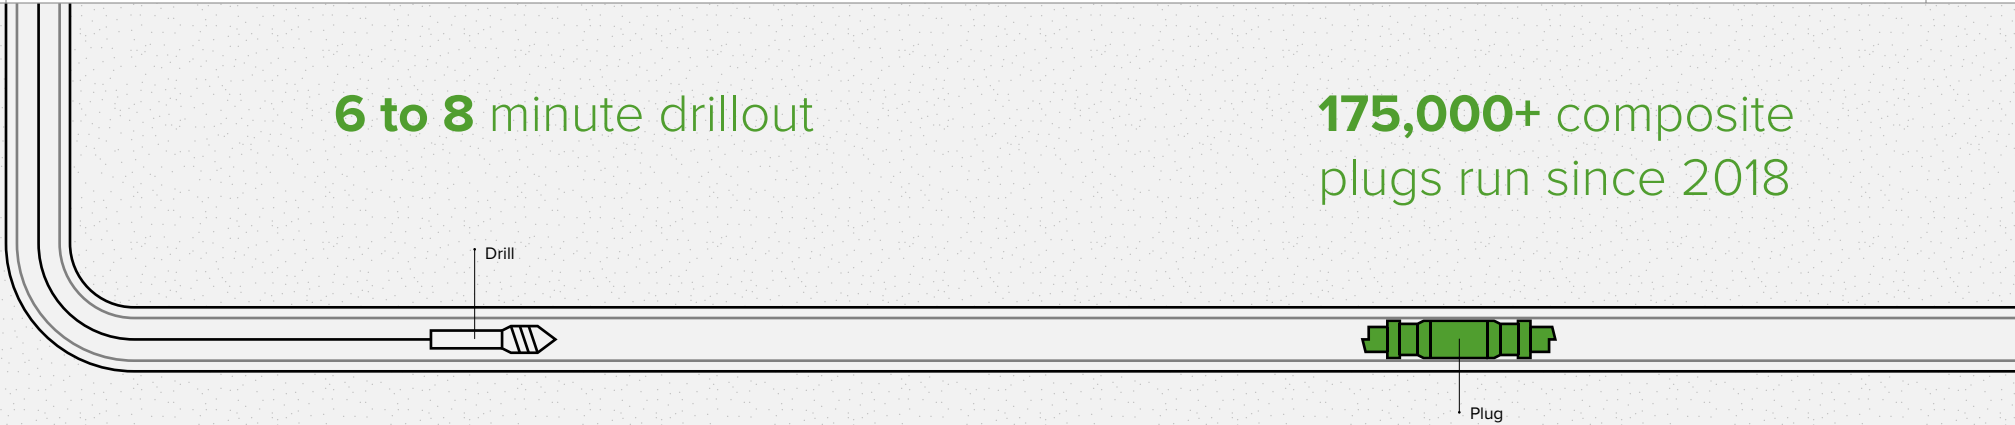 6 to 8 minute drillout
175,000+ composite
plugs run since 2018
Drill
Plug